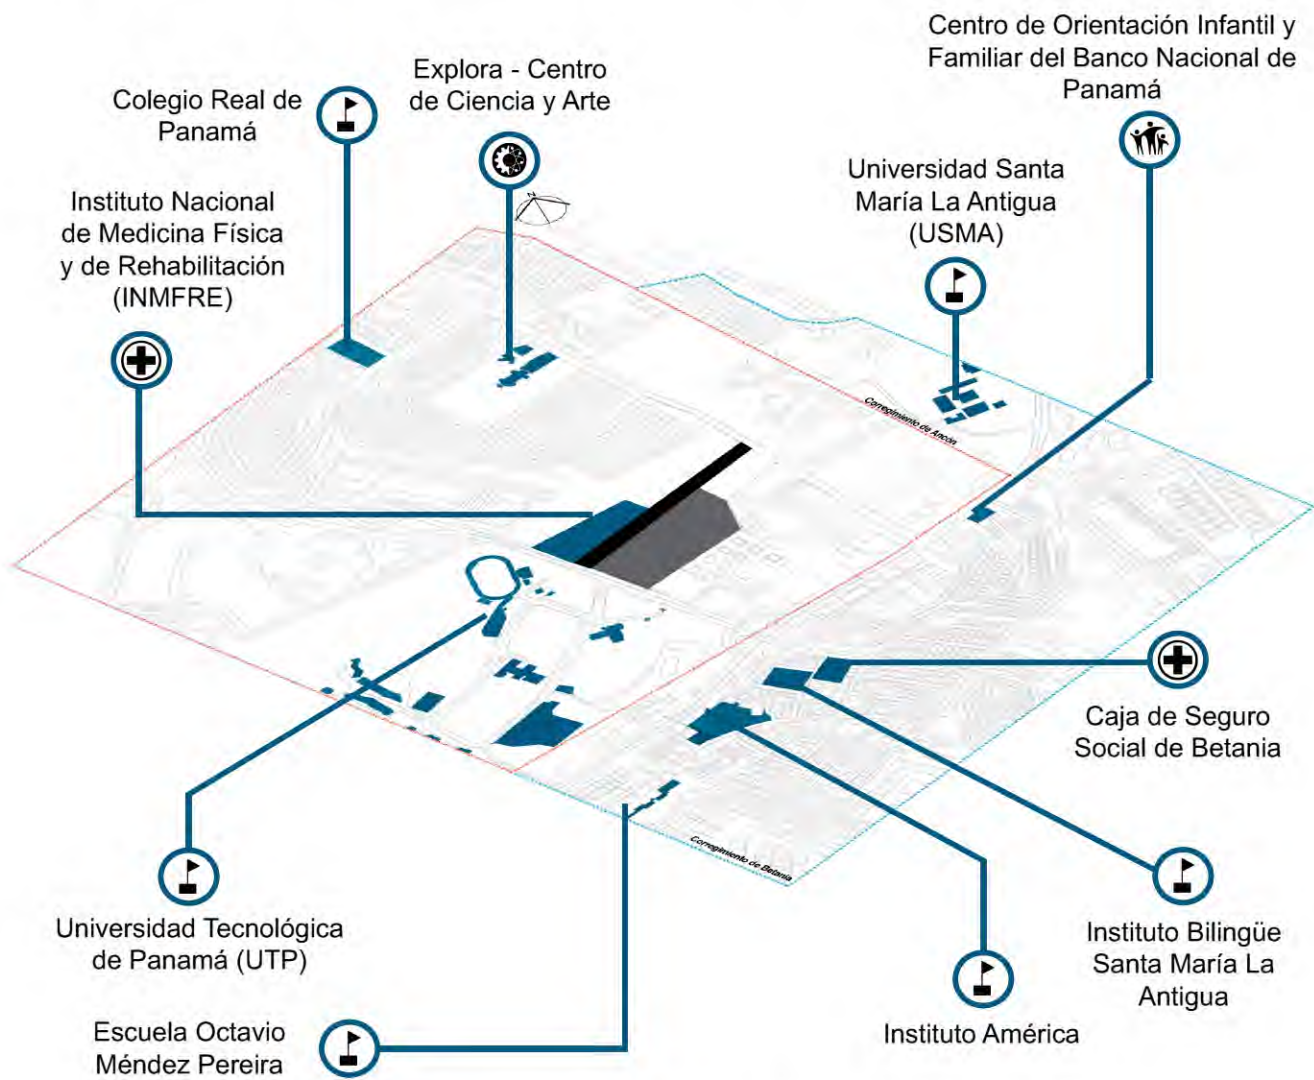 Centro de Orientación Infantil y
Familiar del Banco Nacional de
Panamá
Explora - Centro
de Ciencia y Arte
Colegio Real de
Panamá
Universidad Santa
María La Antigua
(USMA)
Instituto Nacional
de Medicina Física
y de Rehabilitación
(INMFRE)
N
Corregimiento de Ancón
Caja de Seguro
Social de Betania
Corregimiento de Betania
Universidad Tecnológica
de Panamá (UTP)
Instituto Bilingüe
Santa María La
Antigua
Instituto América
Escuela Octavio
Méndez Pereira